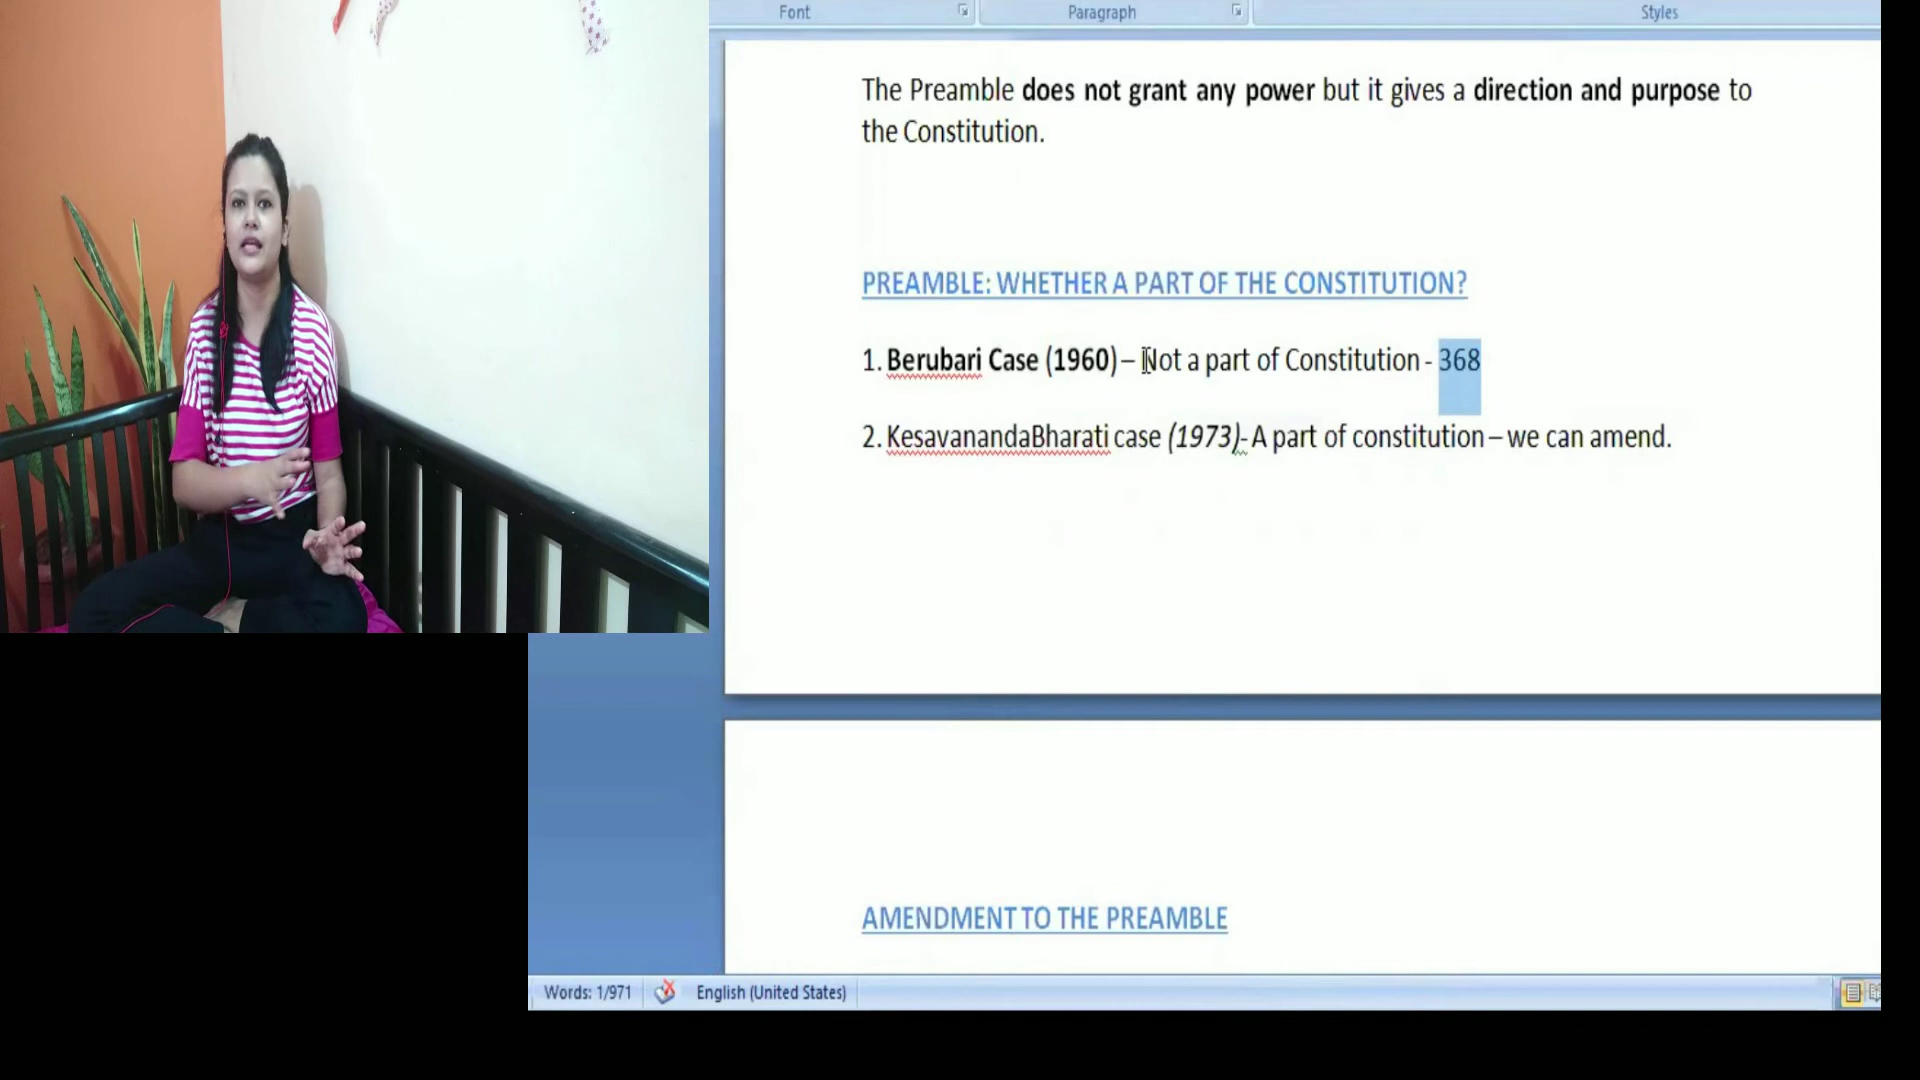 Font
Paragraph
Styles
The Preamble does not grant any power but it gives a direction and purpose to
the Constitution.
PREAMBLE: WHETHER A PART OF THE CONSTITUTION?
1. Berubari Case (1960) – Not a part of Constitution - 368
2. KesavanandaBharati case (1973)- A part of constitution – we can amend.
AMENDMENT TO THE PREAMBLE
Words: 1/971
English (United States)